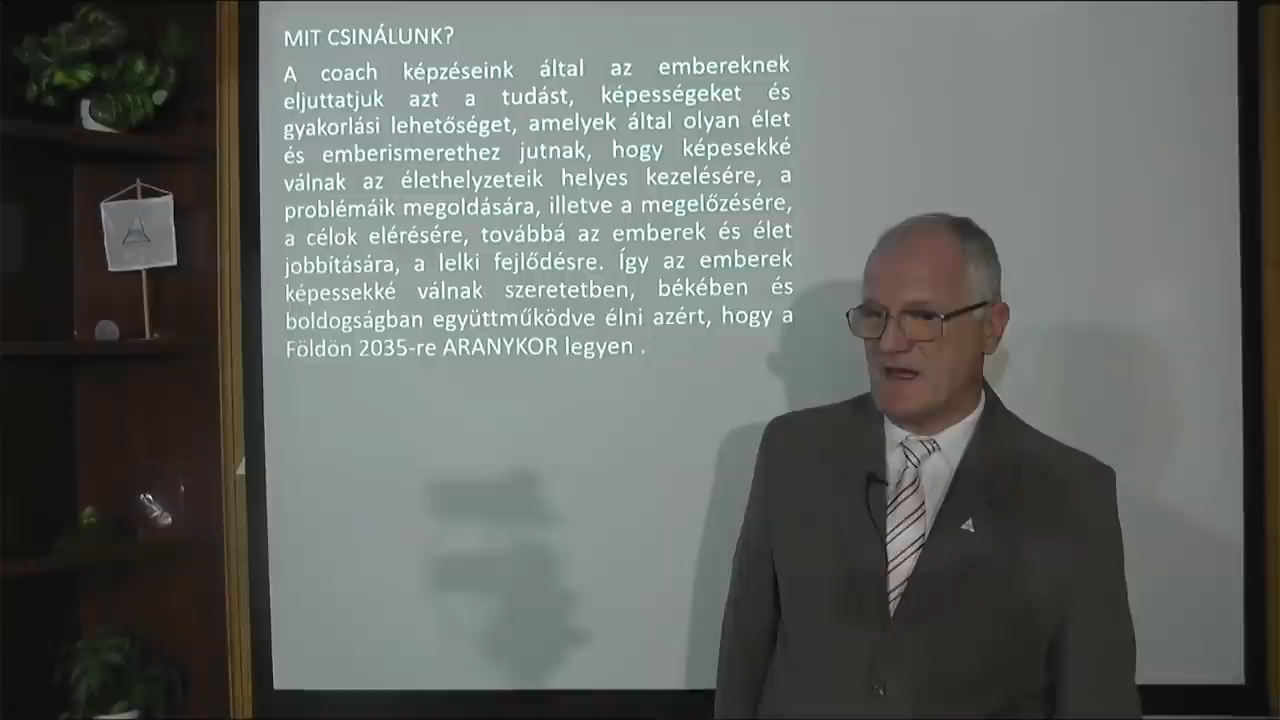 MIT CSINÁLUNK?
A coach képzéseink által az embereknek
eljuttatjuk azt a tudást, képességeket és
gyakorlási lehetőséget, amelyek által olyan élet
és emberismerethez jutnak, hogy képesekké
válnak az élethelyzeteik helyes kezelésére, a
problémáik megoldására, illetve a megelőzésére,
a célok elérésére, továbbá az emberek és élet
jobbítására, a lelki fejlődésre. Így az emberek
képessekké válnak szeretetben, békében és
boldogságban együttműködve élni azért, hogy a
Földön 2035-re ARANYKOR legyen .